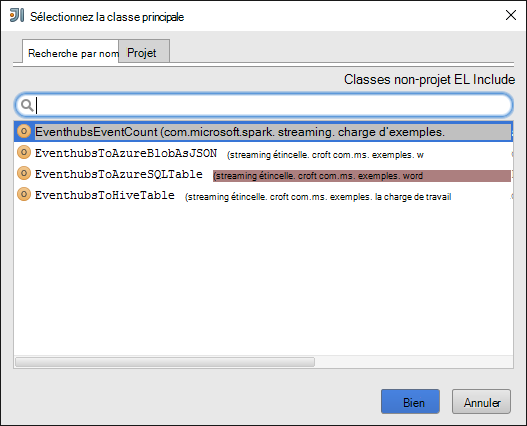 Sélectionnez la classe principale
Recherche par nom Projet
Classes non-projet EL Include
EventhubsEventCount (com.microsoft.spark. streaming. charge d'exemples.
EventhubsToAzureBlobAsJSON (streaming étincelle. croft com.ms. exemples. w
EventhubsToAzureSQLTable (streaming étincelle. croft com.ms. exemples. word
EventhubsToHiveTable (streaming étincelle. croft com.ms. exemples. la charge de travail
Bien Annuler